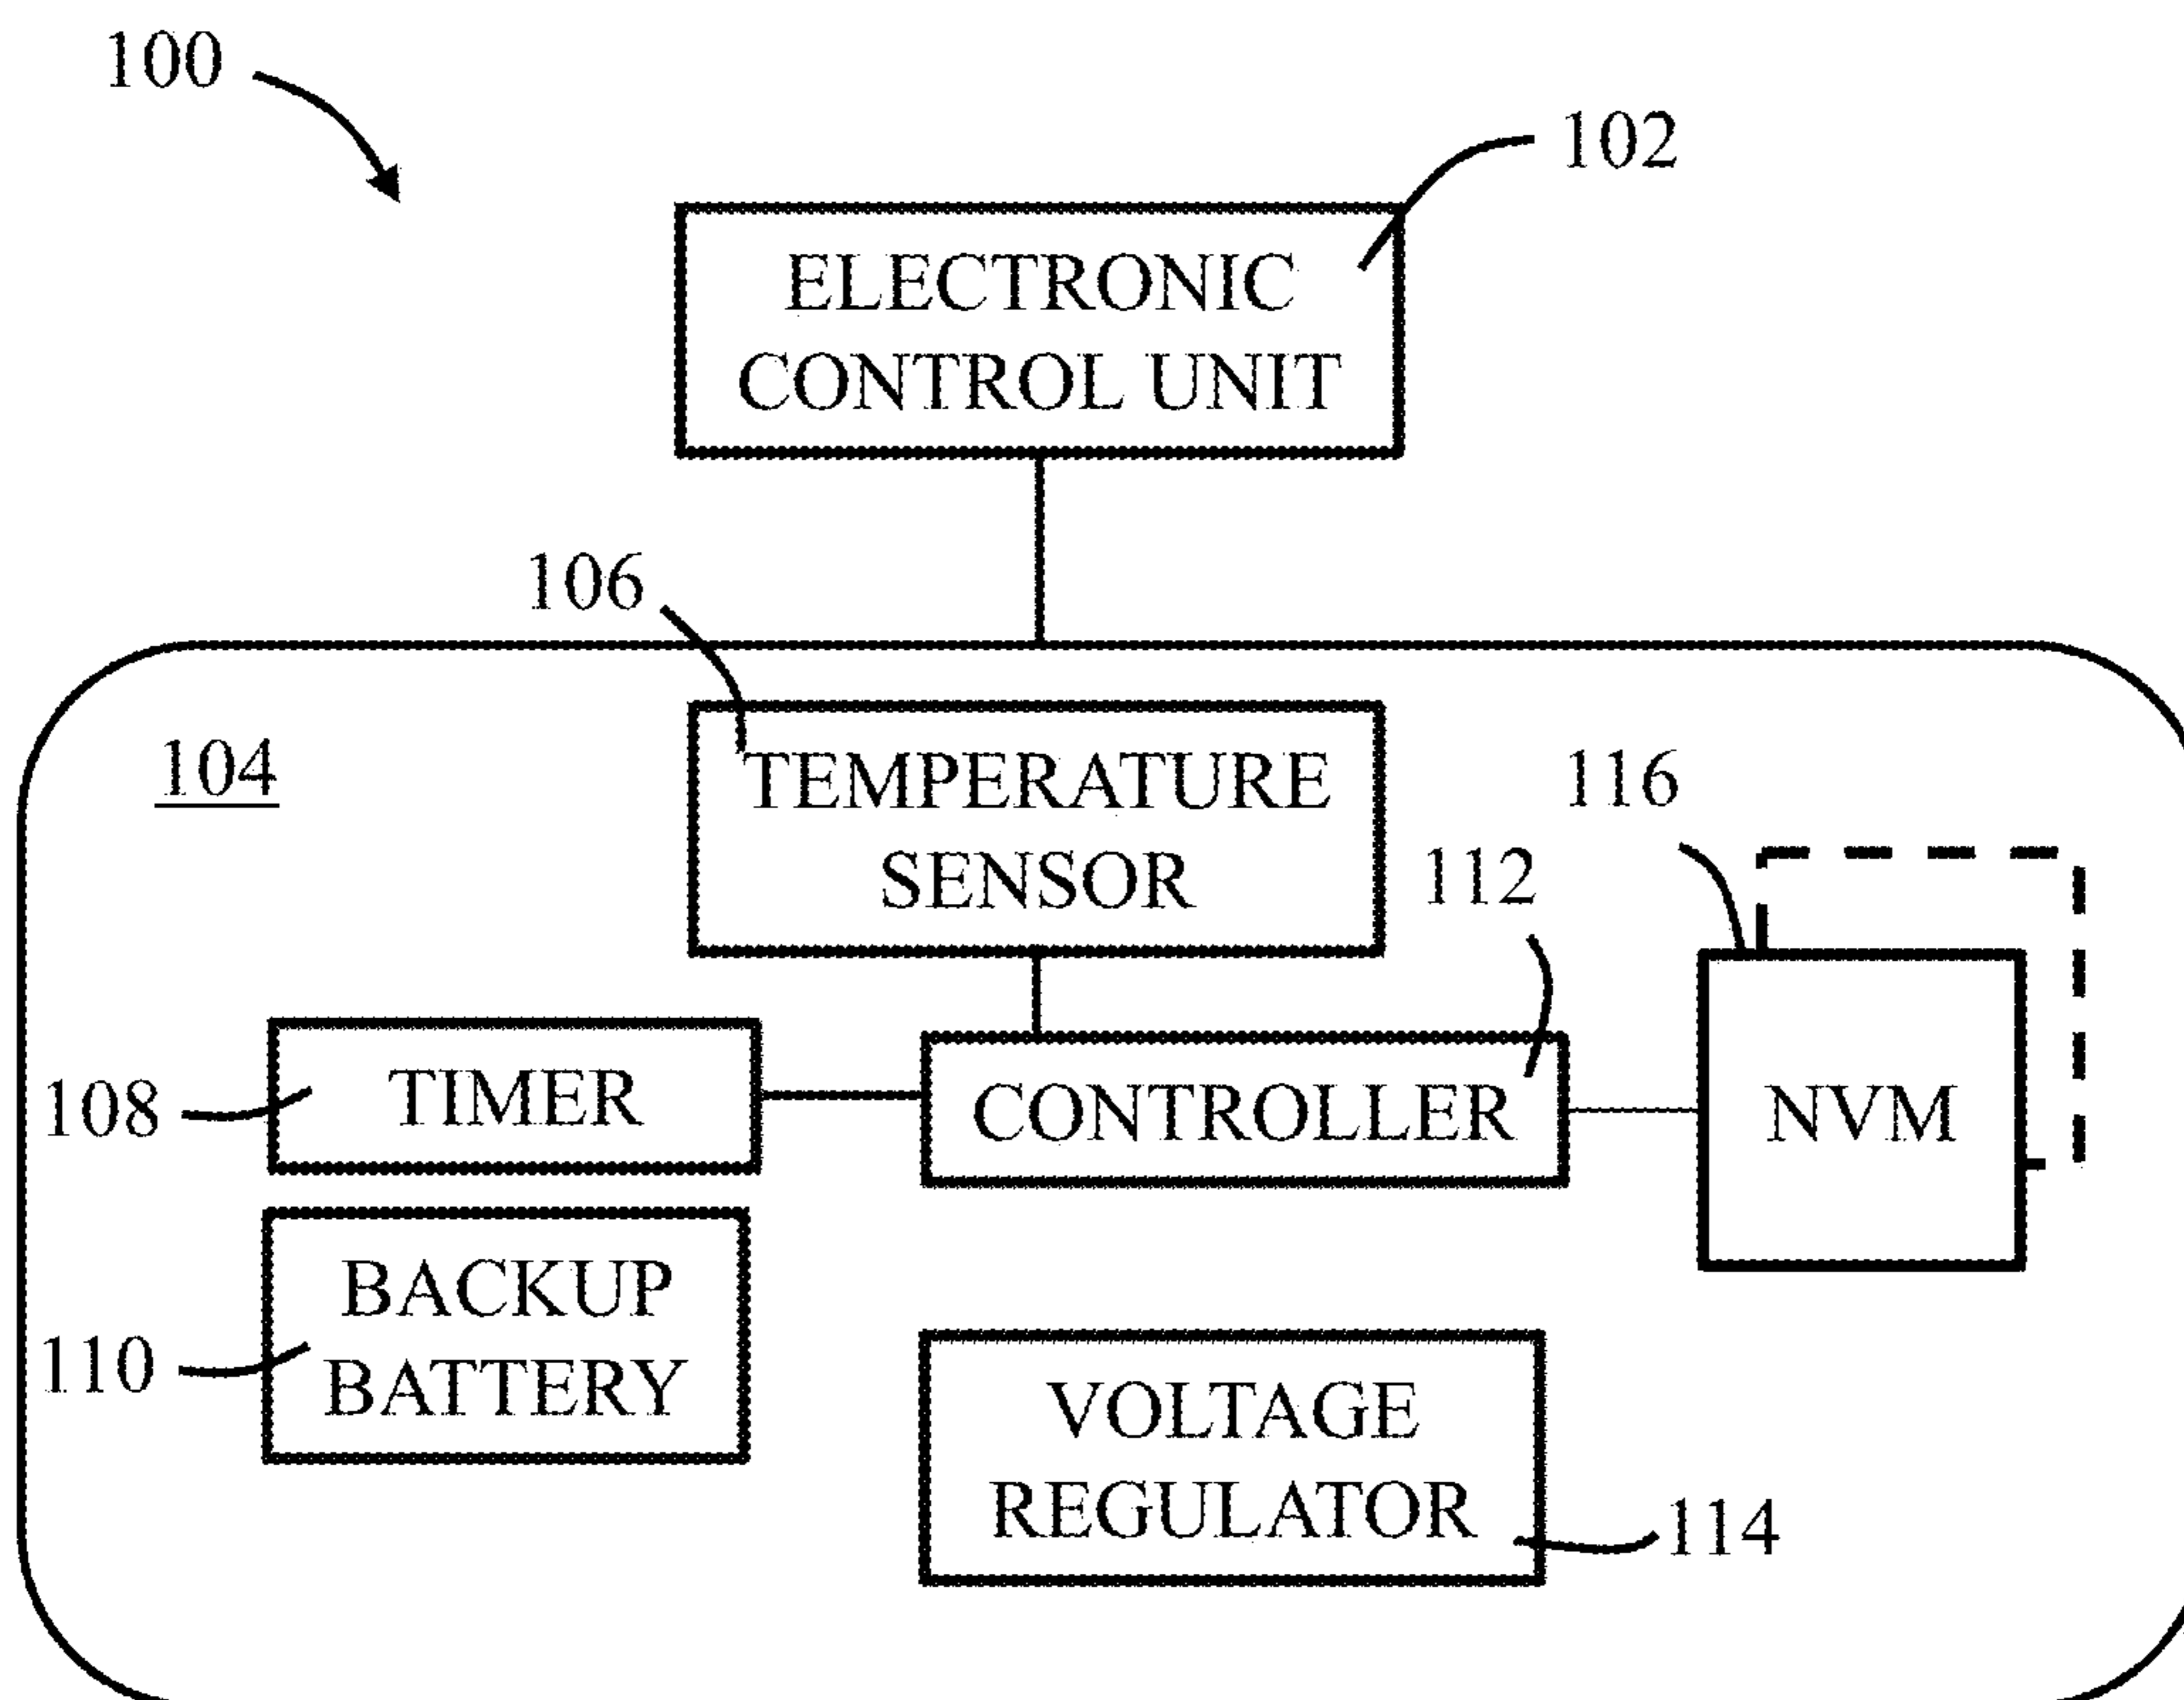 100
102
ELECTRONIC
CONTROL UNIT
106
104
TEMPERATURE
SENSOR
116
112
108
TIMER
CONTROLLER
NVM
110
BACKUP
BATTERY
VOLTAGE
REGULATOR
114